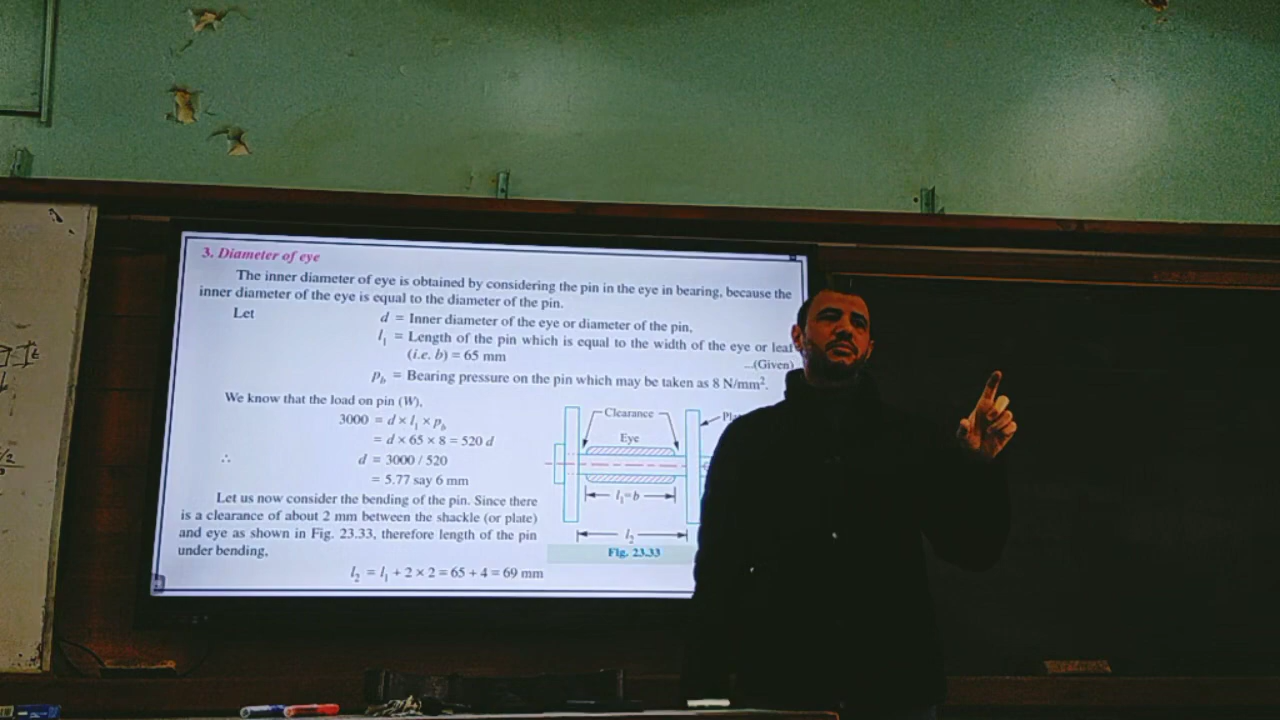 3. Diameter of eye
The inner diameter of eye is obtained by considering the pin in the eye in bearing, because the
inner diameter of the eye is equal to the diameter of the pin.
Let
d = Inner diameter of the eye or diameter of the pin,
l₁ = Length of the pin which is equal to the width of the eye or leaf
(i.e. b) = 65 mm
...(Given)
p_b = Bearing pressure on the pin which may be taken as 8 N/mm².
We know that the load on pin (W),
3000 = d × l₁ × p_b
= d × 65 × 8 = 520 d
∴ d = 3000 / 520
= 5.77 say 6 mm
Let us now consider the bending of the pin. Since there
is a clearance of about 2 mm between the shackle (or plate)
and eye as shown in Fig. 23.33, therefore length of the pin
under bending,
l₂ = l₁ + 2 × 2 = 65 + 4 = 69 mm
Clearance
Eye
l₁=b
l₂
Fig. 23.33